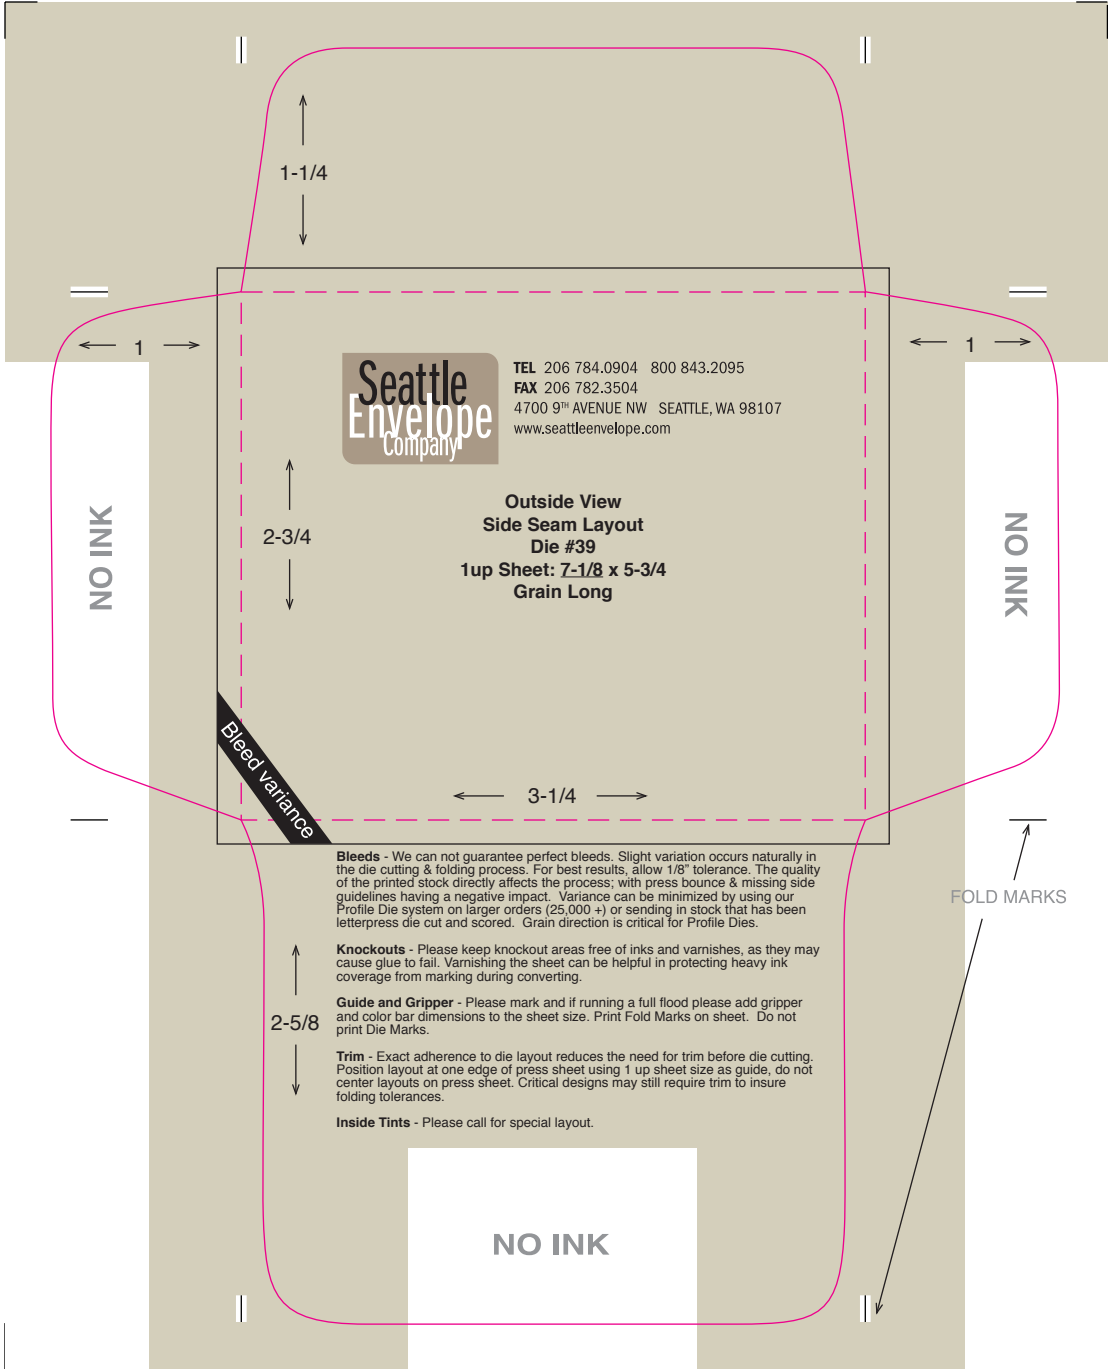 1-1/4
1
1
Seattle
Envelope
Company
TEL 206 784.0904 800 843.2095
FAX 206 782.3504
4700 9TH AVENUE NW SEATTLE, WA 98107
www.seattleenvelope.com
2-3/4
Outside View
Side Seam Layout
Die #39
1up Sheet: 7-1/8 x 5-3/4
Grain Long
NO INK
NO INK
Bleed variance
3-1/4
Bleeds - We can not guarantee perfect bleeds. Slight variation occurs naturally in
the die cutting & folding process. For best results, allow 1/8" tolerance. The quality
of the printed stock directly affects the process; with press bounce & missing side
guidelines having a negative impact. Variance can be minimized by using our
Profile Die system on larger orders (25,000 +) or sending in stock that has been
letterpress die cut and scored. Grain direction is critical for Profile Dies.
FOLD MARKS
Knockouts - Please keep knockout areas free of inks and varnishes, as they may
cause glue to fail. Varnishing the sheet can be helpful in protecting heavy ink
coverage from marking during converting.
2-5/8
Guide and Gripper - Please mark and if running a full flood please add gripper
and color bar dimensions to the sheet size. Print Fold Marks on sheet. Do not
print Die Marks.
Trim - Exact adherence to die layout reduces the need for trim before die cutting.
Position layout at one edge of press sheet using 1 up sheet size as guide, do not
center layouts on press sheet. Critical designs may still require trim to insure
folding tolerances.
Inside Tints - Please call for special layout.
NO INK